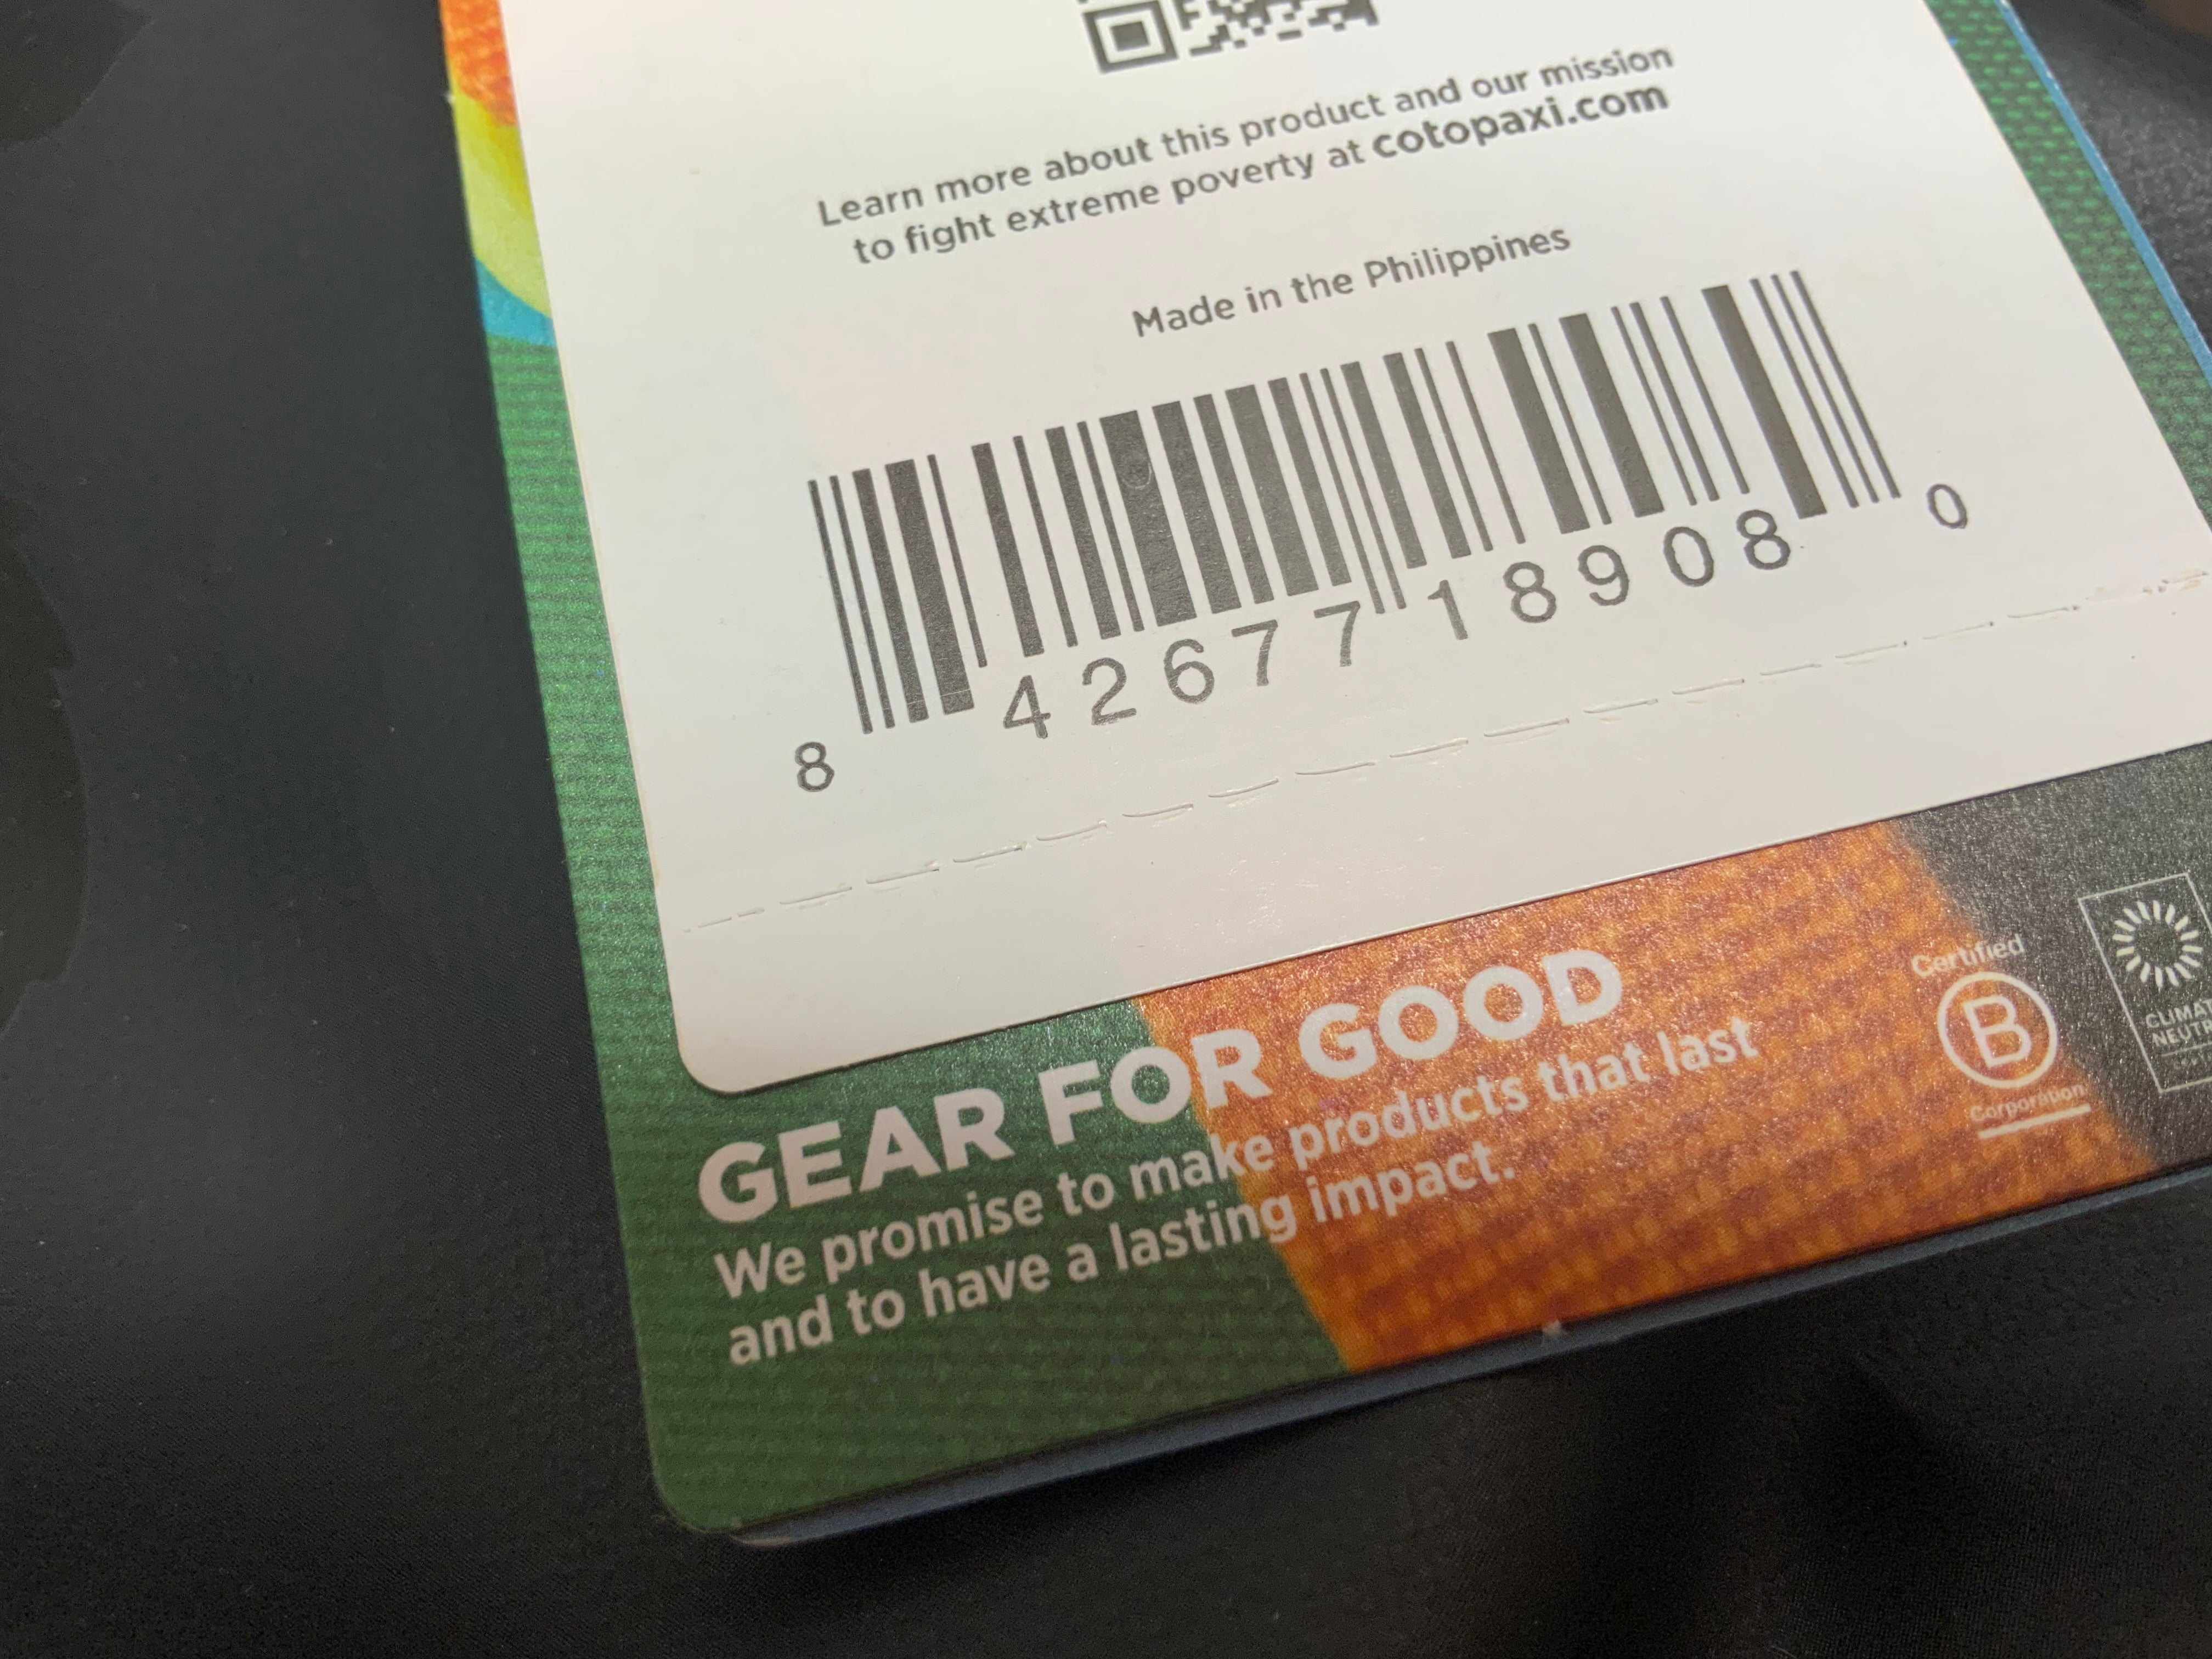 Learn more about this product and our mission
to fight extreme poverty at cotopaxi.com
Made in the Philippines
8 42677 18908 0
GEAR FOR GOOD
We promise to make products that last
and to have a lasting impact.
Certified
B
Corporation